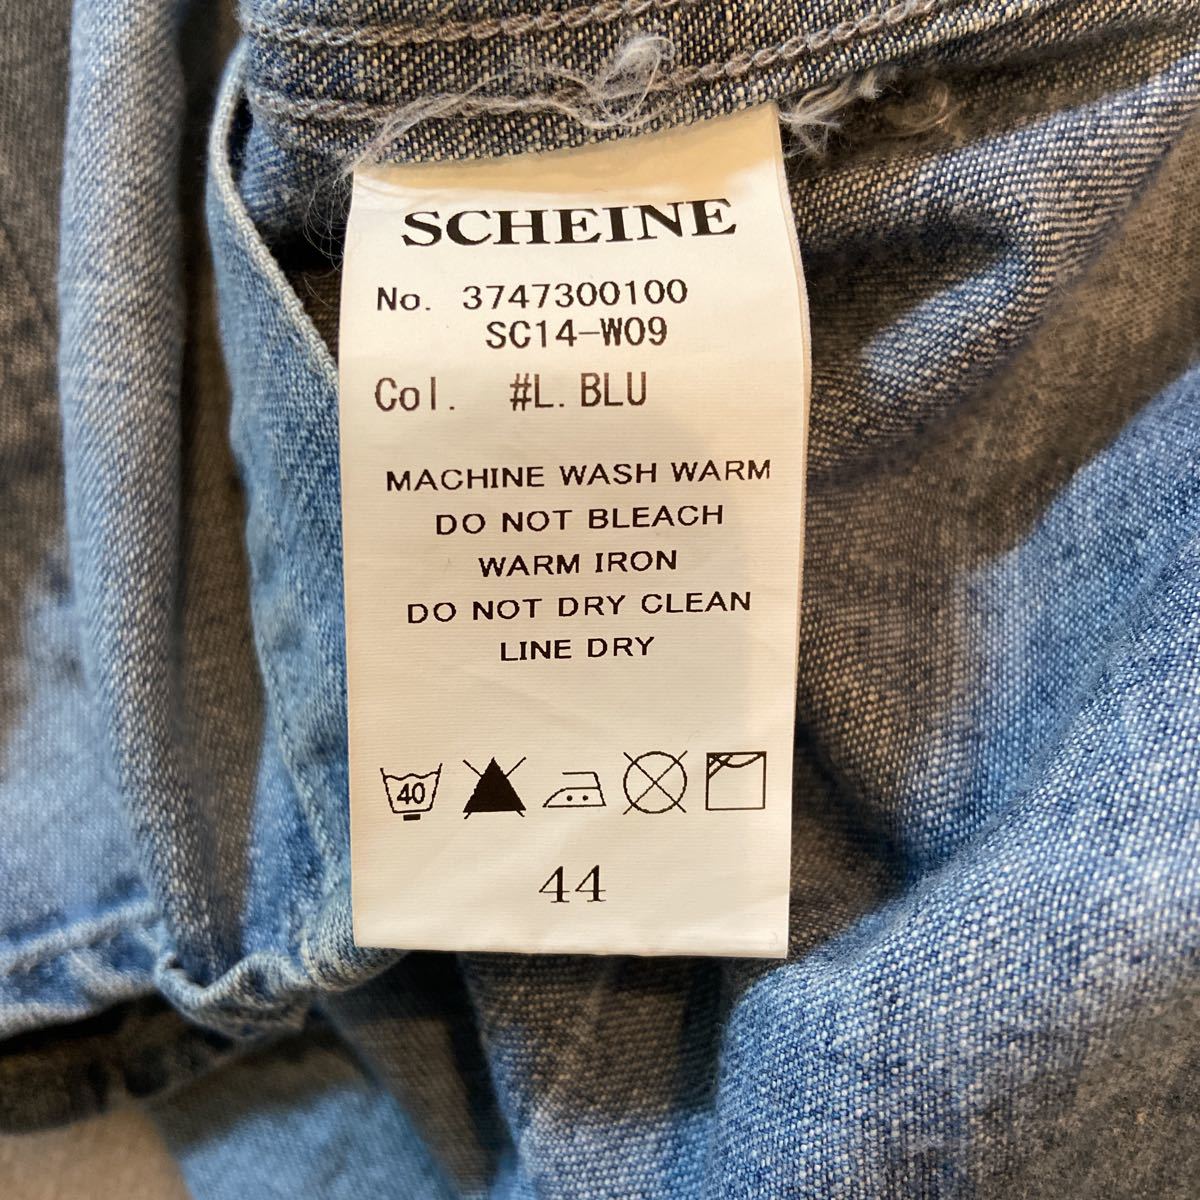 SCHEINE
No. 3747300100
SC14-W09
Col. #L. BLU
MACHINE WASH WARM
DO NOT BLEACH
WARM IRON
DO NOT DRY CLEAN
LINE DRY
40
44